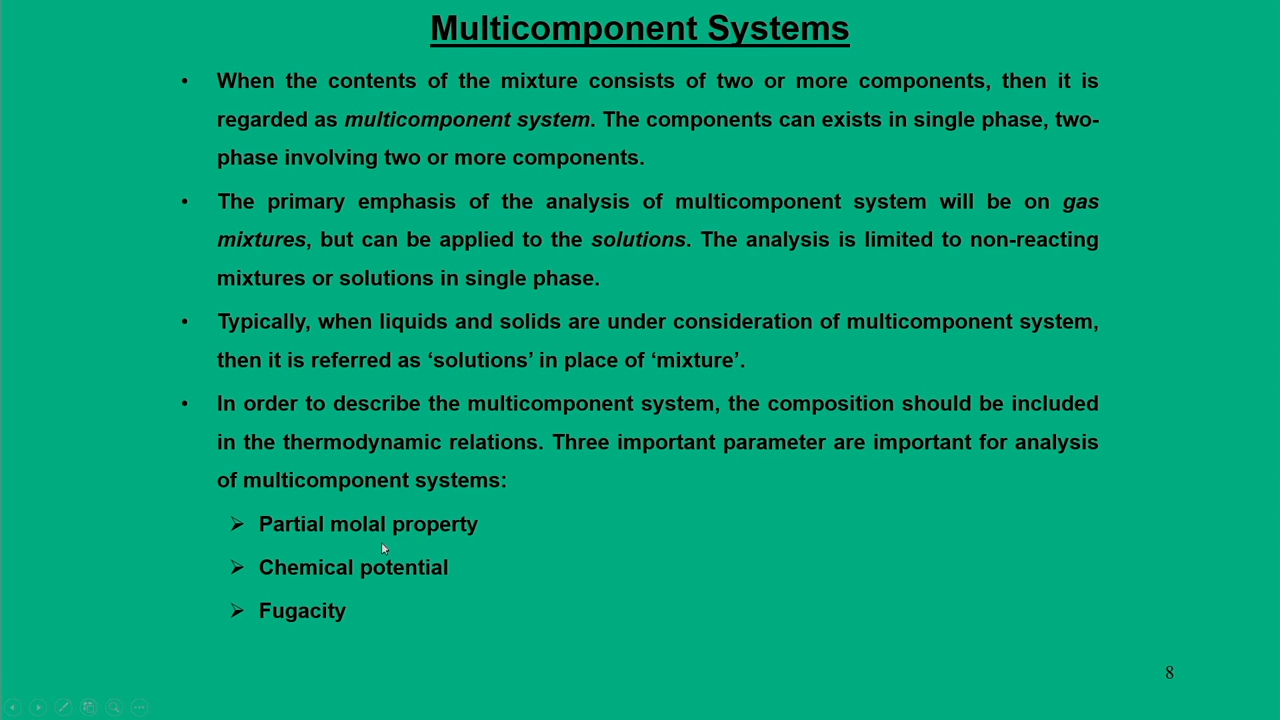 Multicomponent Systems
• When the contents of the mixture consists of two or more components, then it is
regarded as multicomponent system. The components can exists in single phase, two-
phase involving two or more components.
• The primary emphasis of the analysis of multicomponent system will be on gas
mixtures, but can be applied to the solutions. The analysis is limited to non-reacting
mixtures or solutions in single phase.
• Typically, when liquids and solids are under consideration of multicomponent system,
then it is referred as ‘solutions’ in place of ‘mixture’.
• In order to describe the multicomponent system, the composition should be included
in the thermodynamic relations. Three important parameter are important for analysis
of multicomponent systems:
➢ Partial molal property
➢ Chemical potential
➢ Fugacity
8